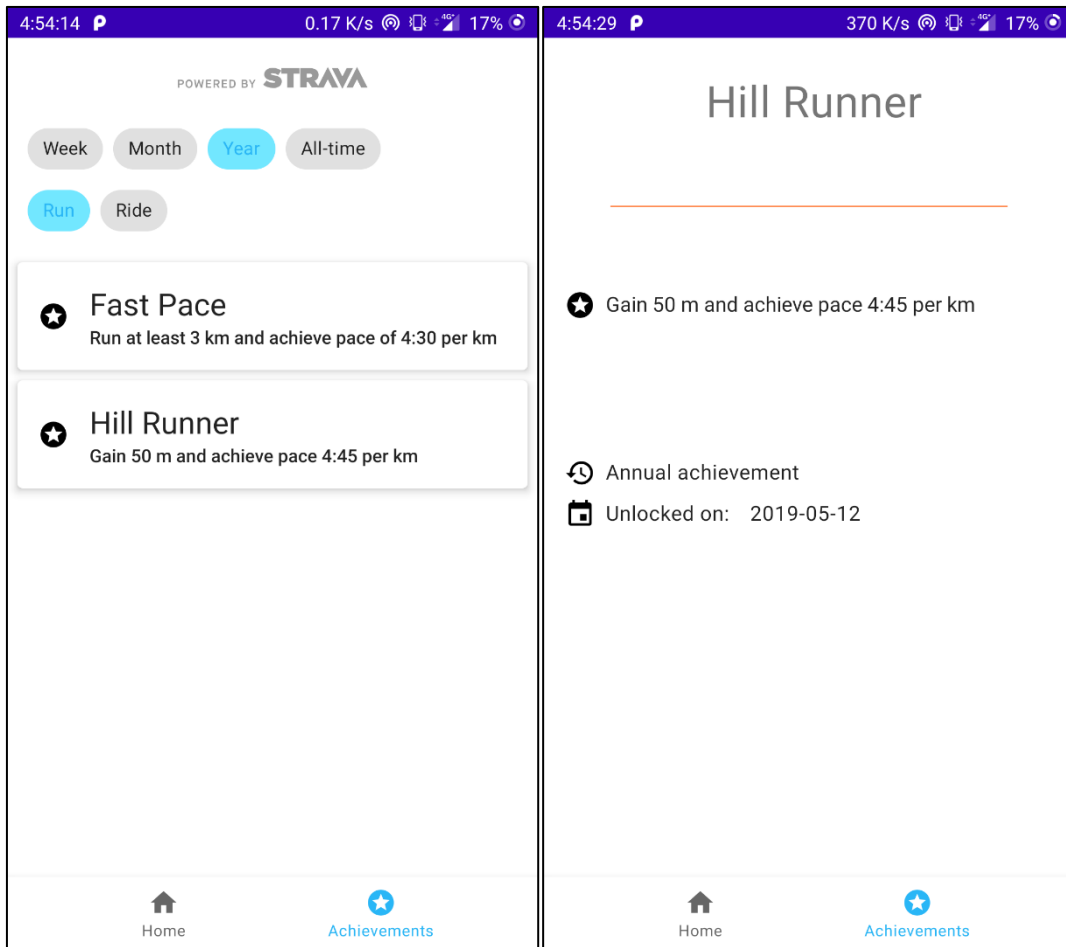 4:54:14 0.17 K/s 4G+ 17%
POWERED BY STRAVA
Week Month Year All-time
Run Ride
Fast Pace
Run at least 3 km and achieve pace of 4:30 per km
Hill Runner
Gain 50 m and achieve pace 4:45 per km
Home Achievements
4:54:29 370 K/s 4G+ 17%
Hill Runner
Gain 50 m and achieve pace 4:45 per km
Annual achievement
Unlocked on: 2019-05-12
Home Achievements